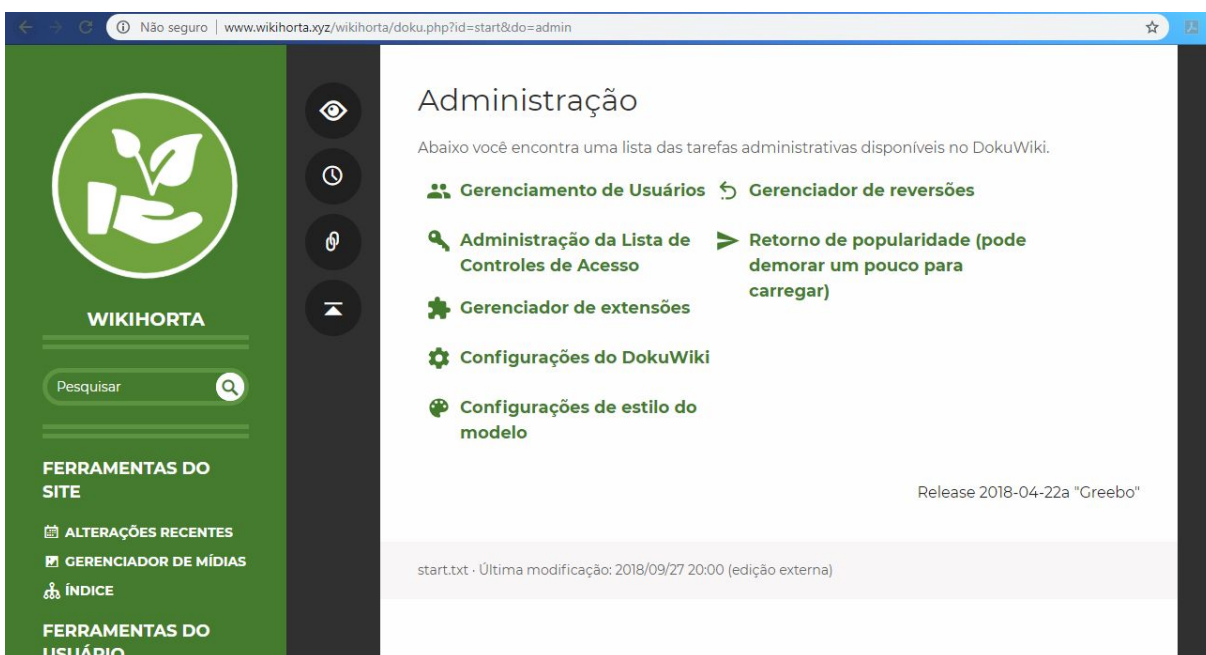 Não seguro | www.wikihorta.xyz/wikihorta/doku.php?id=start&do=admin
WIKIHORTA
Pesquisar
FERRAMENTAS DO
SITE
ALTERAÇÕES RECENTES
GERENCIADOR DE MÍDIAS
ÍNDICE
FERRAMENTAS DO
USUÁRIO
Administração
Abaixo você encontra uma lista das tarefas administrativas disponíveis no DokuWiki.
Gerenciamento de Usuários
Administração da Lista de
Controles de Acesso
Gerenciador de extensões
Configurações do DokuWiki
Configurações de estilo do
modelo
Gerenciador de reversões
Retorno de popularidade (pode
demorar um pouco para
carregar)
Release 2018-04-22a "Greebo"
start.txt · Última modificação: 2018/09/27 20:00 (edição externa)